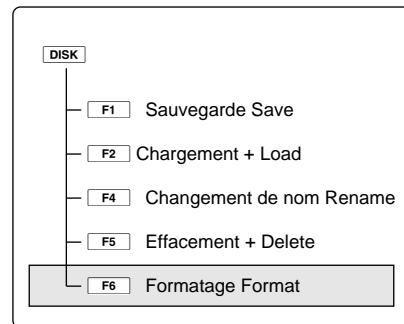 DISK
F1 Sauvegarde Save
F2 Chargement + Load
F4 Changement de nom Rename
F5 Effacement + Delete
F6 Formatage Format